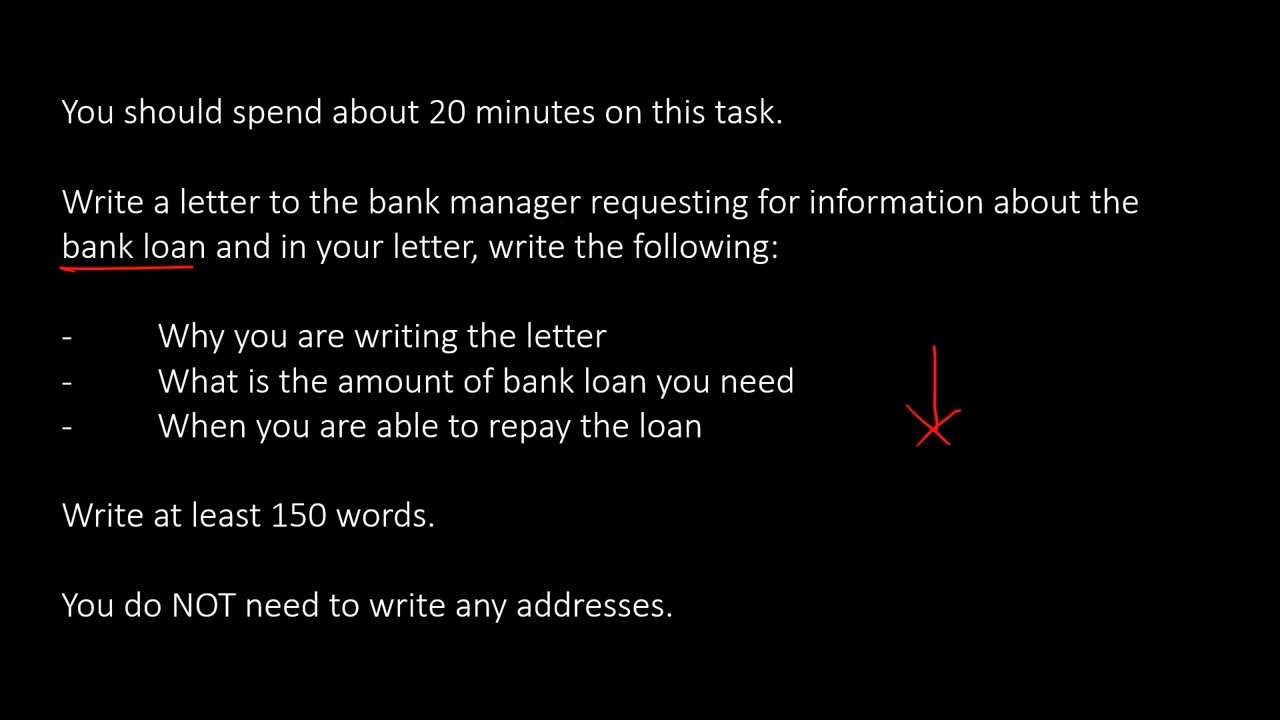 You should spend about 20 minutes on this task.
Write a letter to the bank manager requesting for information about the
bank loan and in your letter, write the following:
- Why you are writing the letter
- What is the amount of bank loan you need
- When you are able to repay the loan
Write at least 150 words.
You do NOT need to write any addresses.